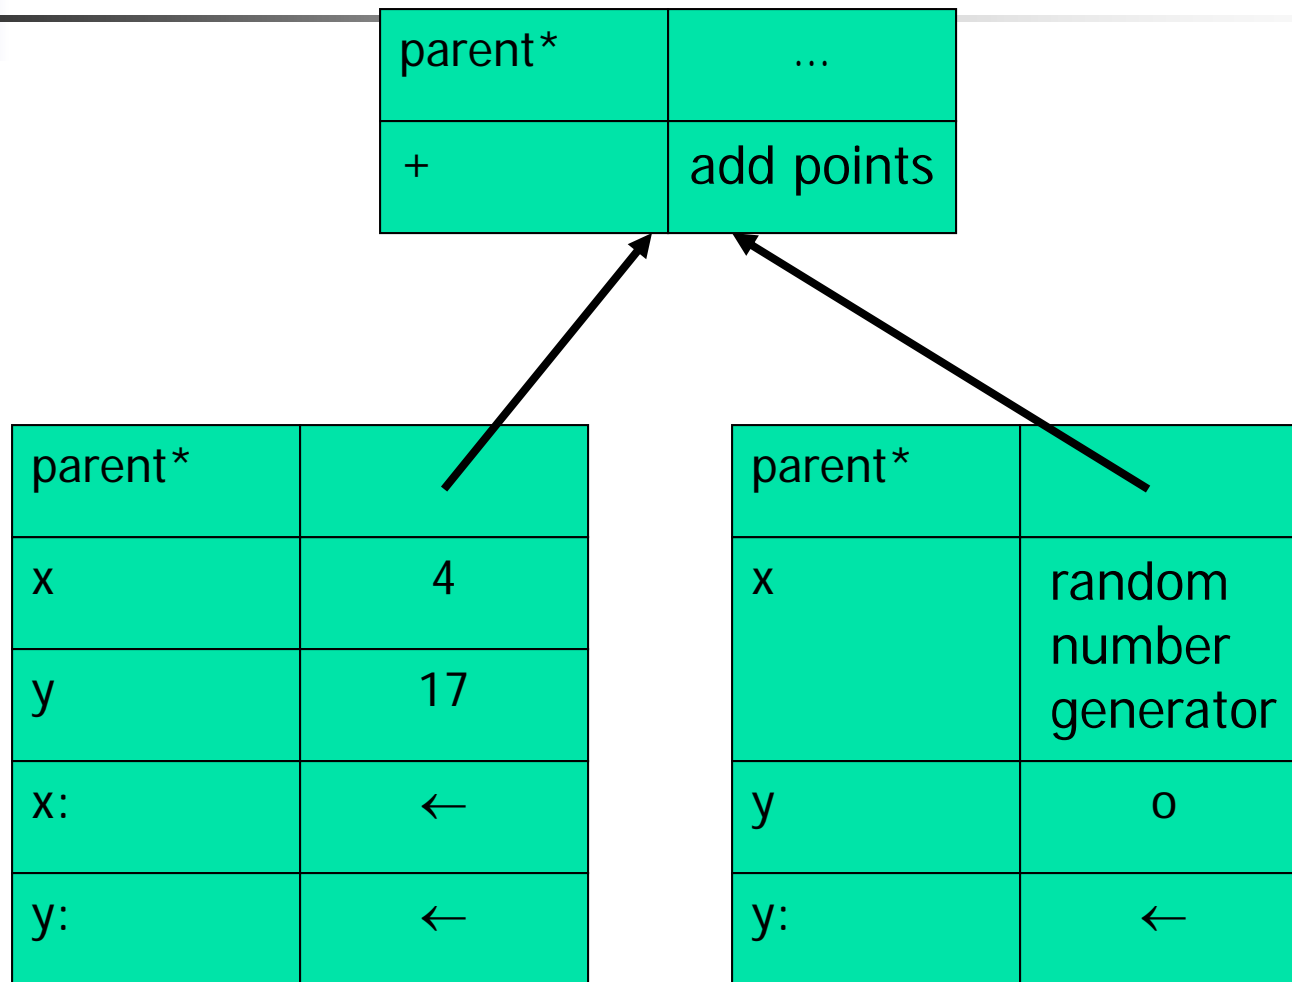 parent* ...
+ add points
parent*
x 4
y 17
x: ←
y: ←
parent*
x random
number
generator
y o
y: ←